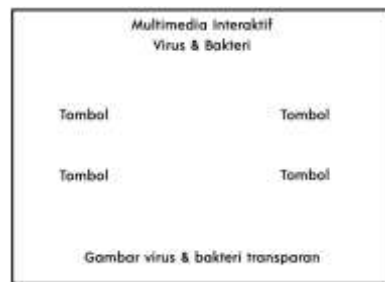 Multimedia Interaktif
Virus & Bakteri
Tombol Tombol
Tombol Tombol
Gambar virus & bakteri transparan